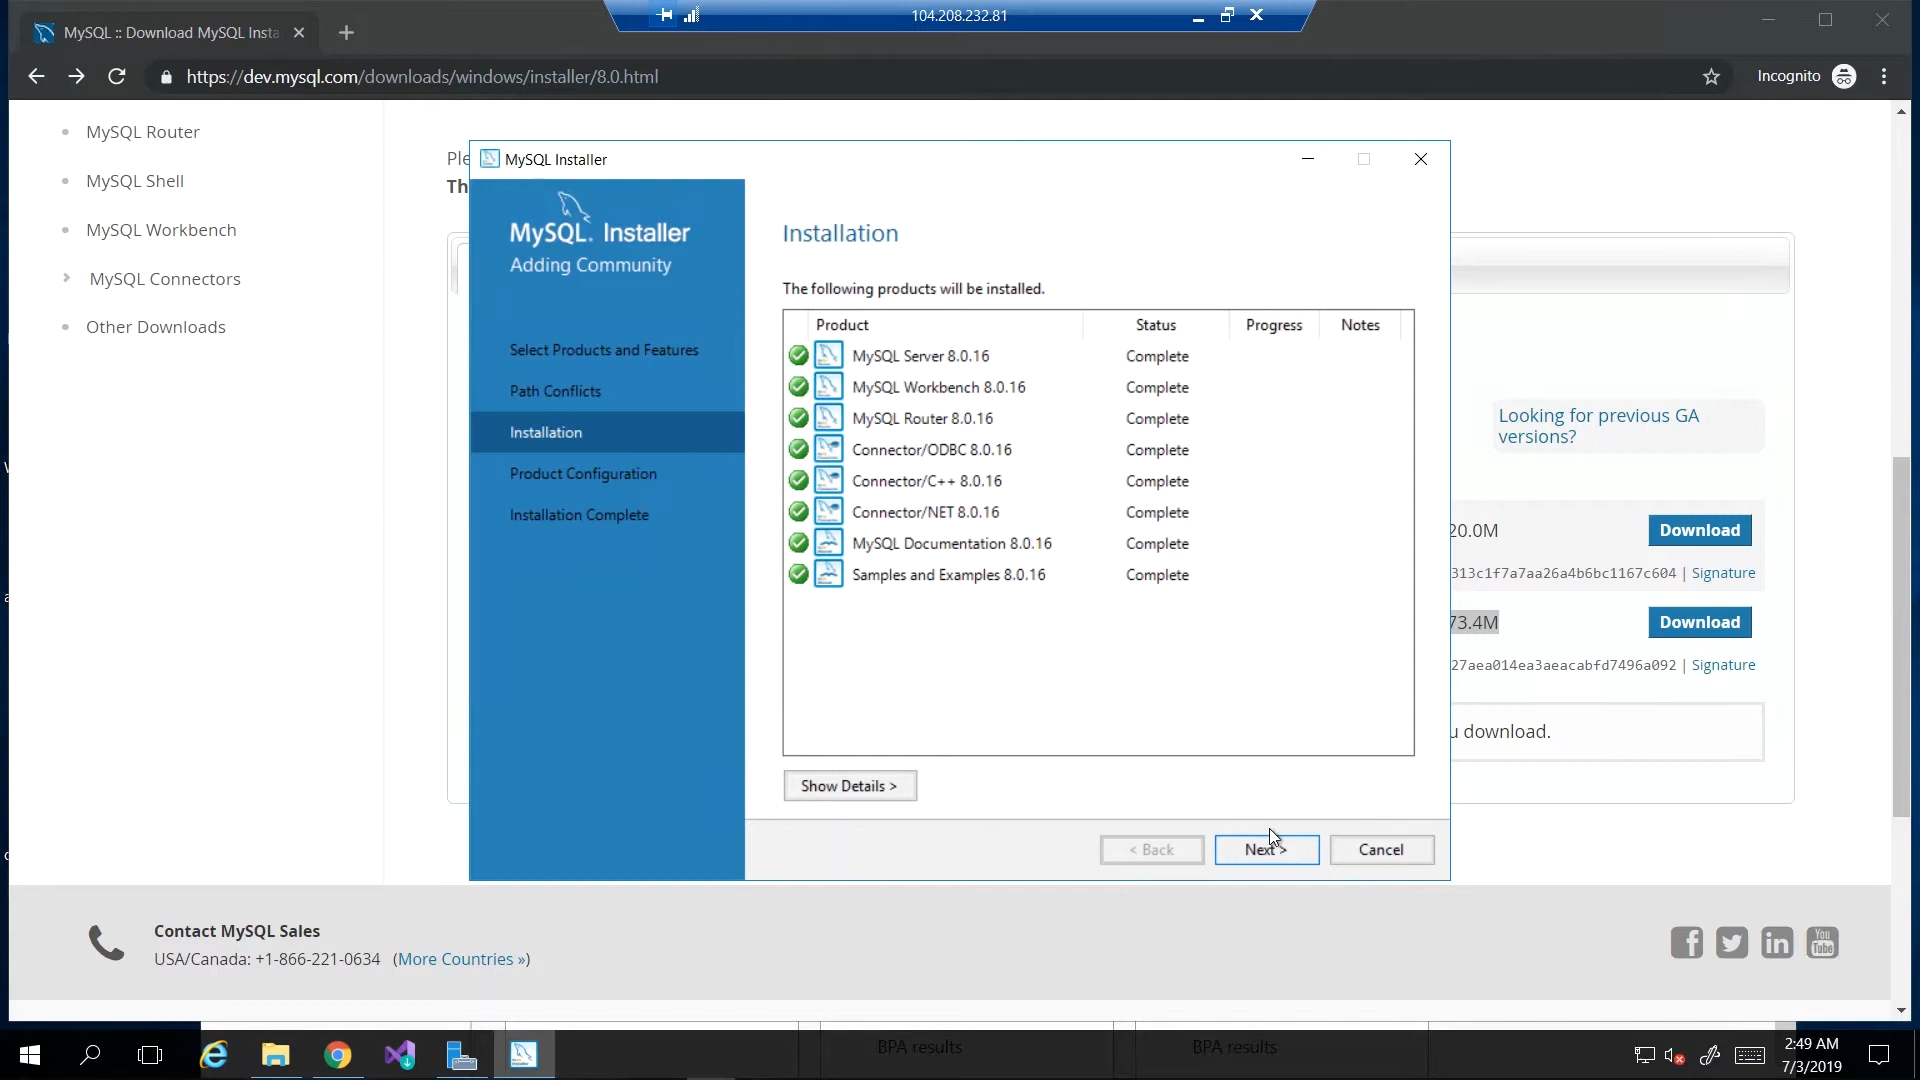 104.208.232.81
MySQL :: Download MySQL Insta
https://dev.mysql.com/downloads/windows/installer/8.0.html
Incognito
MySQL Router
MySQL Shell
MySQL Workbench
MySQL Connectors
Other Downloads
Ple
Th
MySQL Installer
MySQL. Installer
Adding Community
Select Products and Features
Path Conflicts
Installation
Product Configuration
Installation Complete
Installation
The following products will be installed.
Product Status Progress Notes
MySQL Server 8.0.16 Complete
MySQL Workbench 8.0.16 Complete
MySQL Router 8.0.16 Complete
Connector/ODBC 8.0.16 Complete
Connector/C++ 8.0.16 Complete
Connector/NET 8.0.16 Complete
MySQL Documentation 8.0.16 Complete
Samples and Examples 8.0.16 Complete
Show Details >
< Back Next > Cancel
Looking for previous GA
versions?
20.0M Download
313c1f7a7aa26a4b6bc1167c604 | Signature
73.4M Download
27aea014ea3aeacabfd7496a092 | Signature
u download.
Contact MySQL Sales
USA/Canada: +1-866-221-0634 (More Countries »)
You
Tube
BPA results BPA results
2:49 AM
7/3/2019